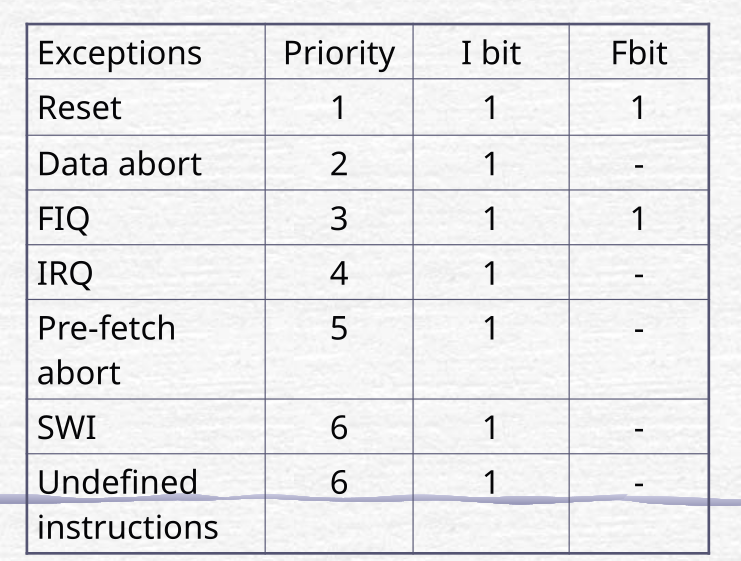 Exceptions Priority I bit Fbit
Reset 1 1 1
Data abort 2 1 -
FIQ 3 1 1
IRQ 4 1 -
Pre-fetch 5 1 -
abort
SWI 6 1 -
Undefined 6 1 -
instructions